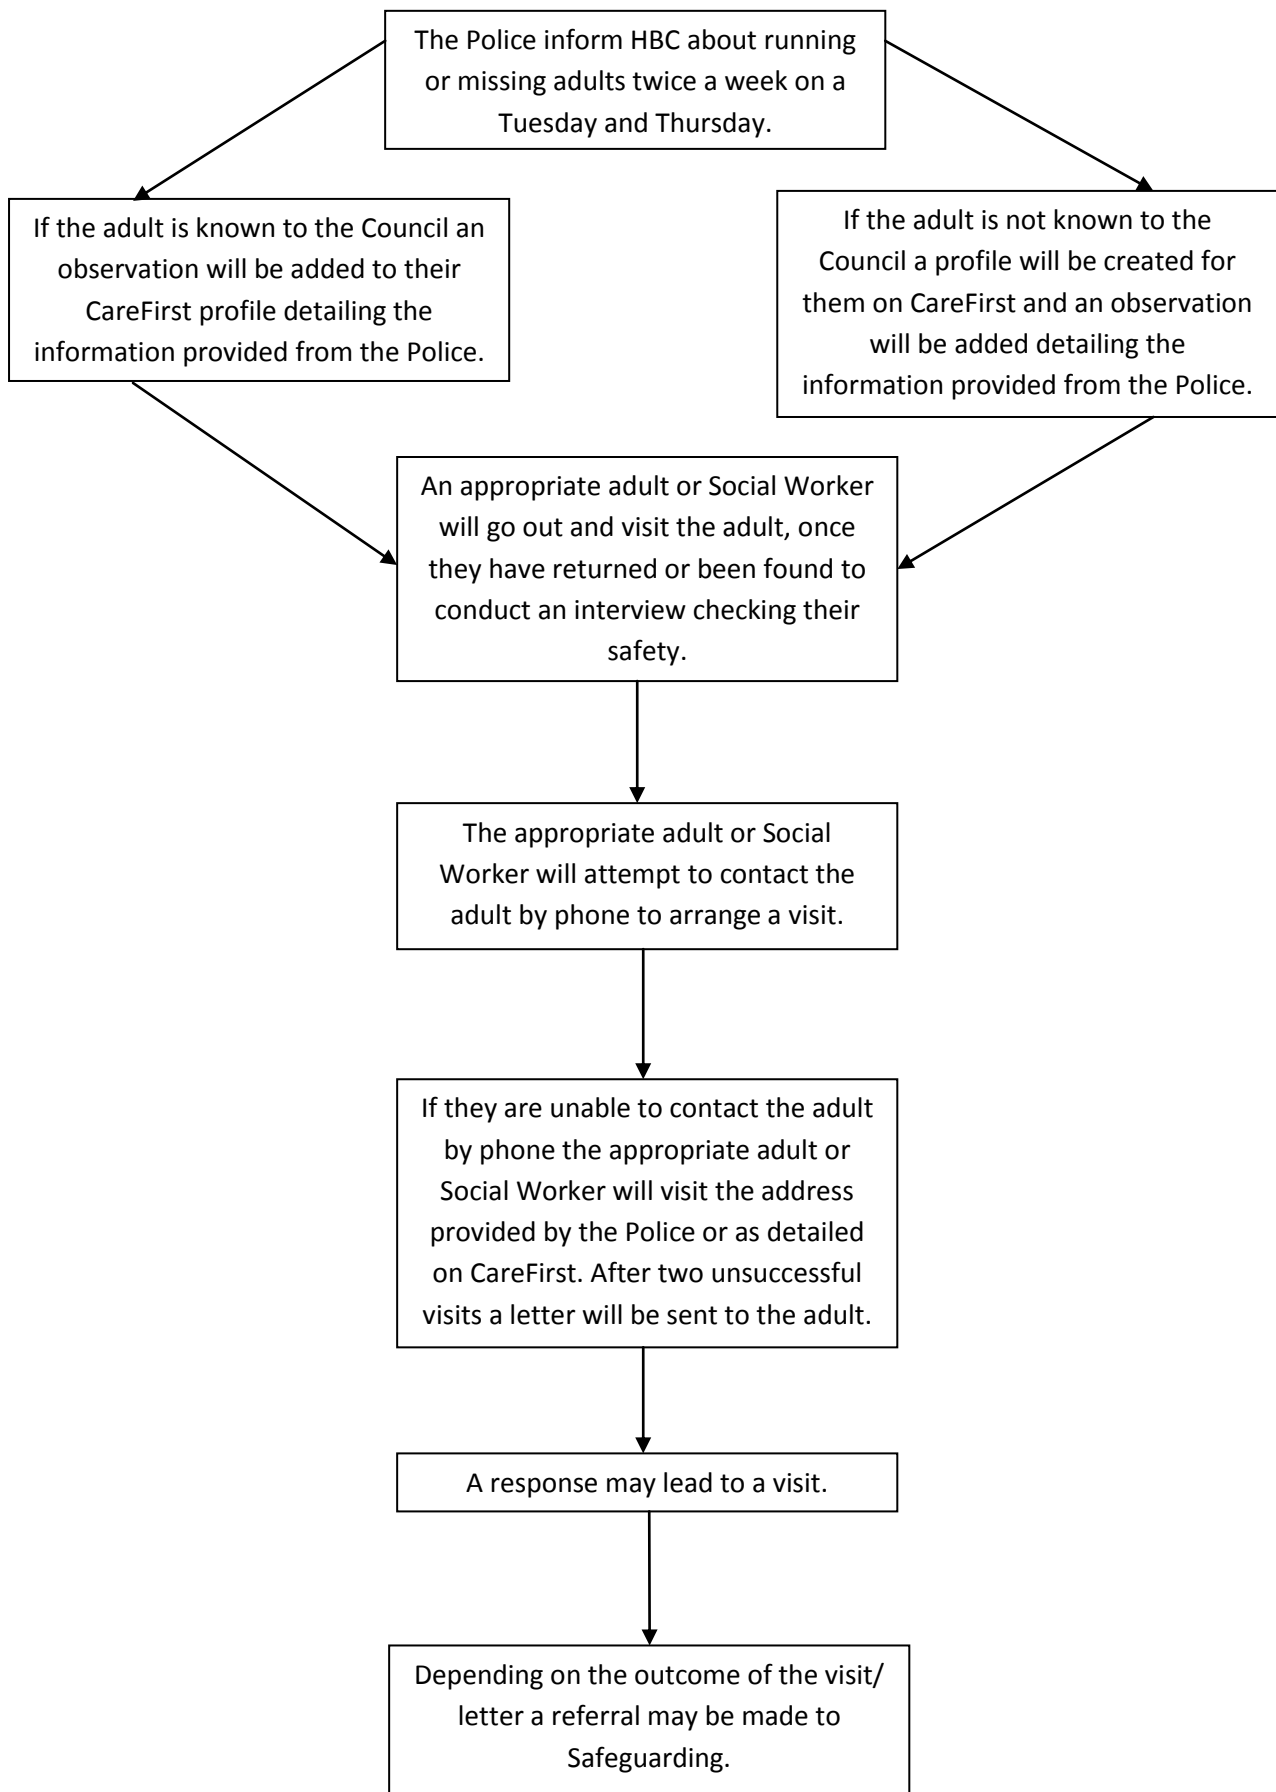 The Police inform HBC about running
or missing adults twice a week on a
Tuesday and Thursday.
If the adult is known to the Council an
observation will be added to their
CareFirst profile detailing the
information provided from the Police.
If the adult is not known to the
Council a profile will be created for
them on CareFirst and an observation
will be added detailing the
information provided from the Police.
An appropriate adult or Social Worker
will go out and visit the adult, once
they have returned or been found to
conduct an interview checking their
safety.
The appropriate adult or Social
Worker will attempt to contact the
adult by phone to arrange a visit.
If they are unable to contact the adult
by phone the appropriate adult or
Social Worker will visit the address
provided by the Police or as detailed
on CareFirst. After two unsuccessful
visits a letter will be sent to the adult.
A response may lead to a visit.
Depending on the outcome of the visit/
letter a referral may be made to
Safeguarding.